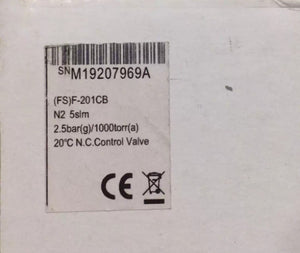 SNM19207969A
(FS)F-201CB
N2 5slm
2.5bar(g)/1000torr(a)
20°C N.C.Control Valve
CE